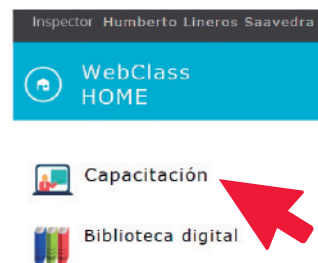 Inspector Humberto Lineros Saavedra
WebClass
HOME
Capacitación
Biblioteca digital